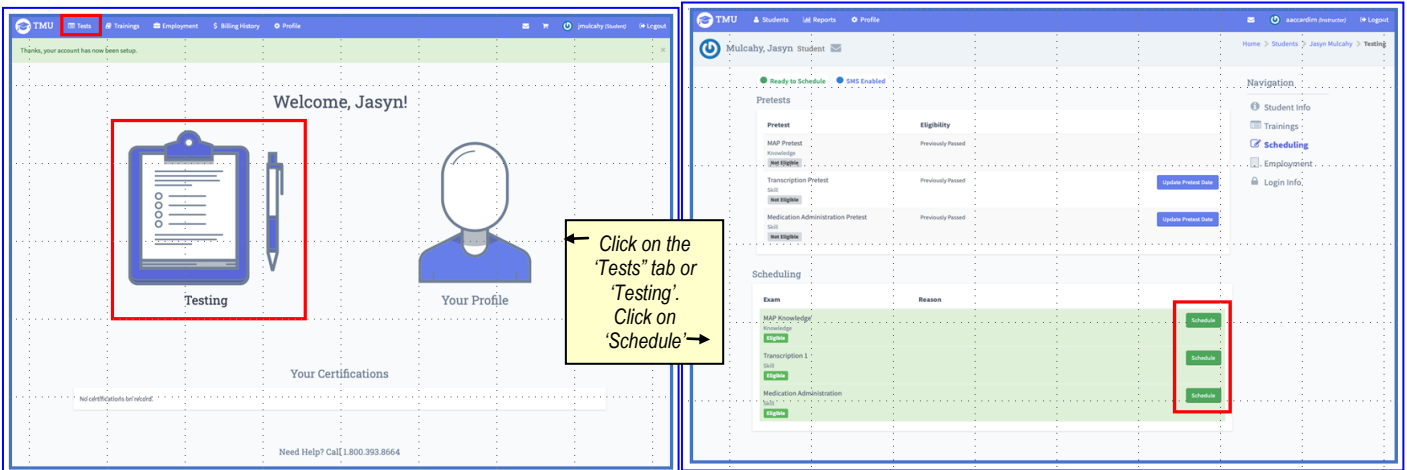 TMU Tests Trainings Employment $ Billing History Profile jmulcahy (Student) Logout
Thanks, your account has now been setup. ×
Welcome, Jasyn!
Testing
Your Profile
Your Certifications
No certifications on record.
Need Help? Call 1.800.393.8664
Click on the
‘Tests” tab or
‘Testing’.
Click on
‘Schedule’
TMU Students Reports Profile aaccardim (Instructor) Logout
Mulcahy, Jasyn Student
Home > Students > Jasyn Mulcahy > Testing
Ready to Schedule SMS Enabled
Pretests
Pretest Eligibility
MAP Pretest Previously Passed
Knowledge
Not Eligible
Transcription Pretest Previously Passed Update Pretest Date
Skill
Not Eligible
Medication Administration Pretest Previously Passed Update Pretest Date
Skill
Not Eligible
Scheduling
Exam Reason
MAP Knowledge Schedule
Knowledge
Eligible
Transcription 1 Schedule
Skill
Eligible
Medication Administration Schedule
Skill
Eligible
Navigation
Student Info
Trainings
Scheduling
Employment
Login Info